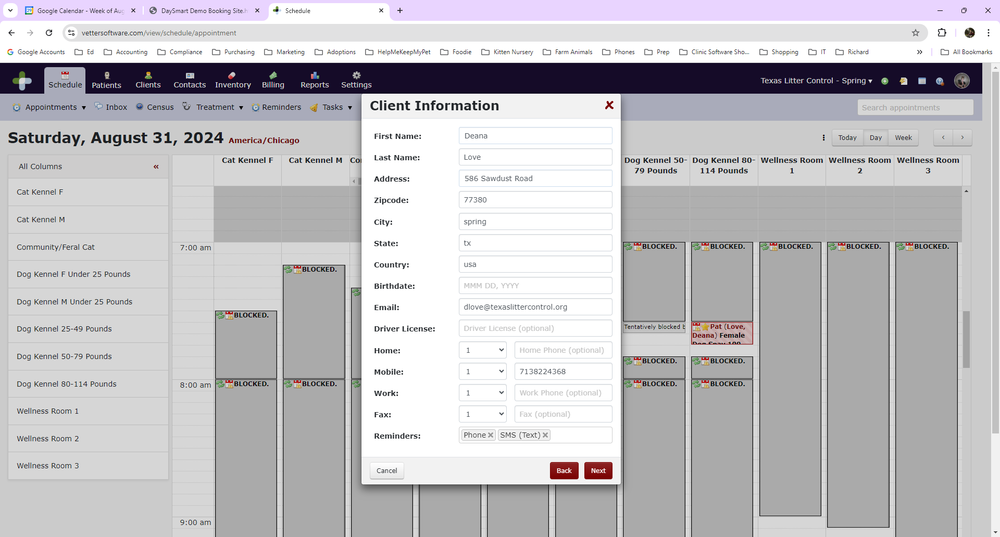 Google Calendar - Week of Aug
DaySmart Demo Booking Site.h
Schedule
vettersoftware.com/view/schedule/appointment
Google Accounts
Ed
Accounting
Compliance
Purchasing
Marketing
Adoptions
HelpMeKeepMyPet
Foodie
Kitten Nursery
Farm Animals
Phones
Prep
Clinic Software Sho...
Shopping
IT
Richard
All Bookmarks
Schedule
Patients
Clients
Contacts
Inventory
Billing
Reports
Settings
Texas Litter Control - Spring
Appointments
Inbox
Census
Treatment
Reminders
Tasks
Search appointments
Saturday, August 31, 2024 America/Chicago
Today
Day
Week
All Columns
Cat Kennel F
Cat Kennel M
Community/Feral Cat
Dog Kennel F Under 25 Pounds
Dog Kennel M Under 25 Pounds
Dog Kennel 25-49 Pounds
Dog Kennel 50-79 Pounds
Dog Kennel 80-114 Pounds
Wellness Room 1
Wellness Room 2
Wellness Room 3
Cat Kennel F
Cat Kennel M
Co
Dog Kennel 50-
79 Pounds
Dog Kennel 80-
114 Pounds
Wellness Room
1
Wellness Room
2
Wellness Room
3
7:00 am
8:00 am
9:00 am
BLOCKED.
BLOCKED.
BLOCKED.
BLOCKED.
BLOCKED.
BLOCKED.
BLOCKED.
BLOCKED.
BLOCKED.
Tentatively blocked b
Pat (Love,
Deana) Female
Dog Spay 100
BLOCKED.
BLOCKED.
BLOCKED.
BLOCKED.
Client Information
First Name:
Deana
Last Name:
Love
Address:
586 Sawdust Road
Zipcode:
77380
City:
spring
State:
tx
Country:
usa
Birthdate:
MMM DD, YYYY
Email:
dlove@texaslittercontrol.org
Driver License:
Driver License (optional)
Home:
1
Home Phone (optional)
Mobile:
1
7138224368
Work:
1
Work Phone (optional)
Fax:
1
Fax (optional)
Reminders:
Phone
SMS (Text)
Cancel
Back
Next